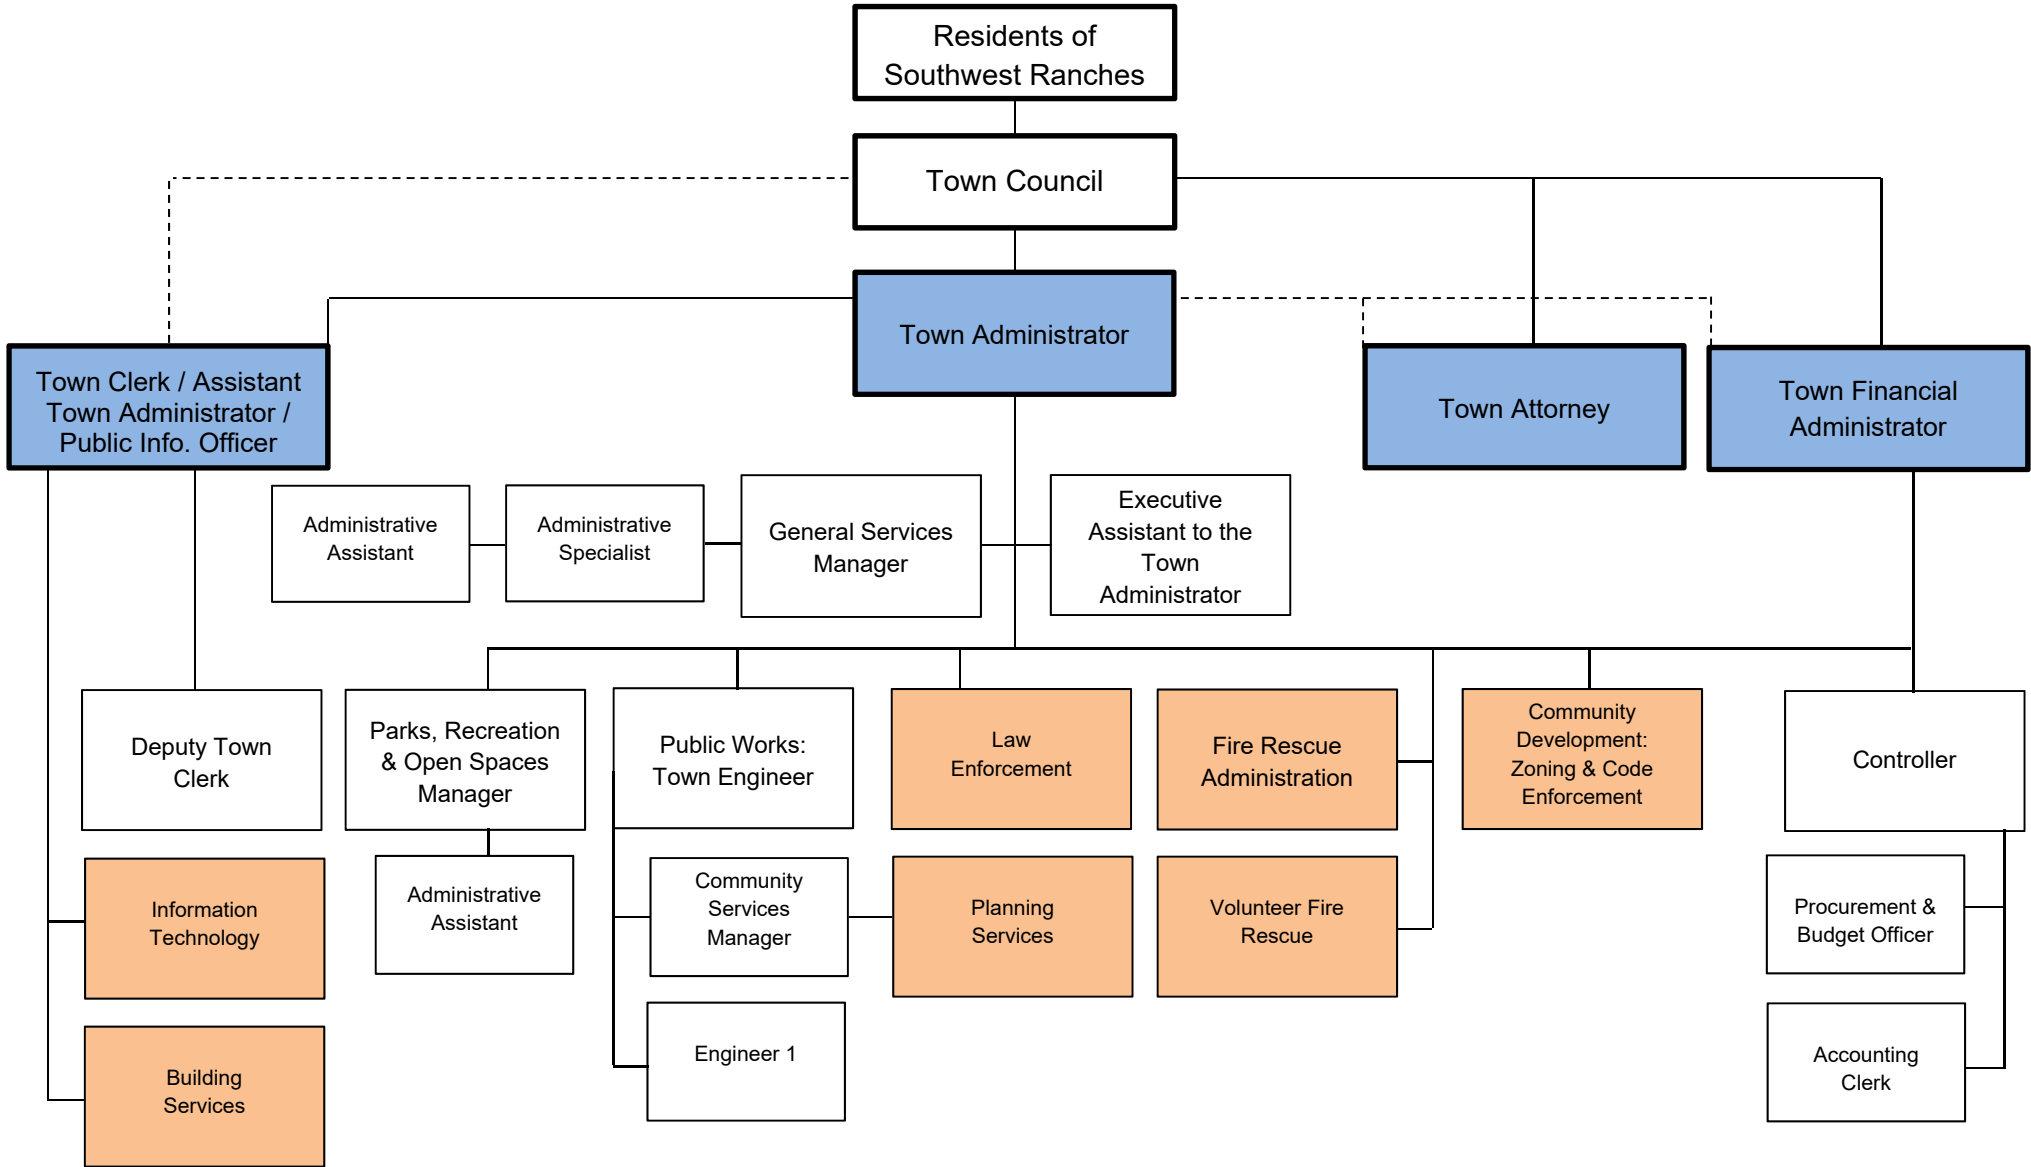 Residents of
Southwest Ranches
Town Council
Town Administrator
Town Clerk / Assistant
Town Administrator /
Public Info. Officer
Town Attorney
Town Financial
Administrator
Administrative
Assistant
Administrative
Specialist
General Services
Manager
Executive
Assistant to the
Town
Administrator
Deputy Town
Clerk
Parks, Recreation
& Open Spaces
Manager
Public Works:
Town Engineer
Law
Enforcement
Fire Rescue
Administration
Community
Development:
Zoning & Code
Enforcement
Controller
Information
Technology
Administrative
Assistant
Community
Services
Manager
Planning
Services
Volunteer Fire
Rescue
Procurement &
Budget Officer
Building
Services
Engineer 1
Accounting
Clerk